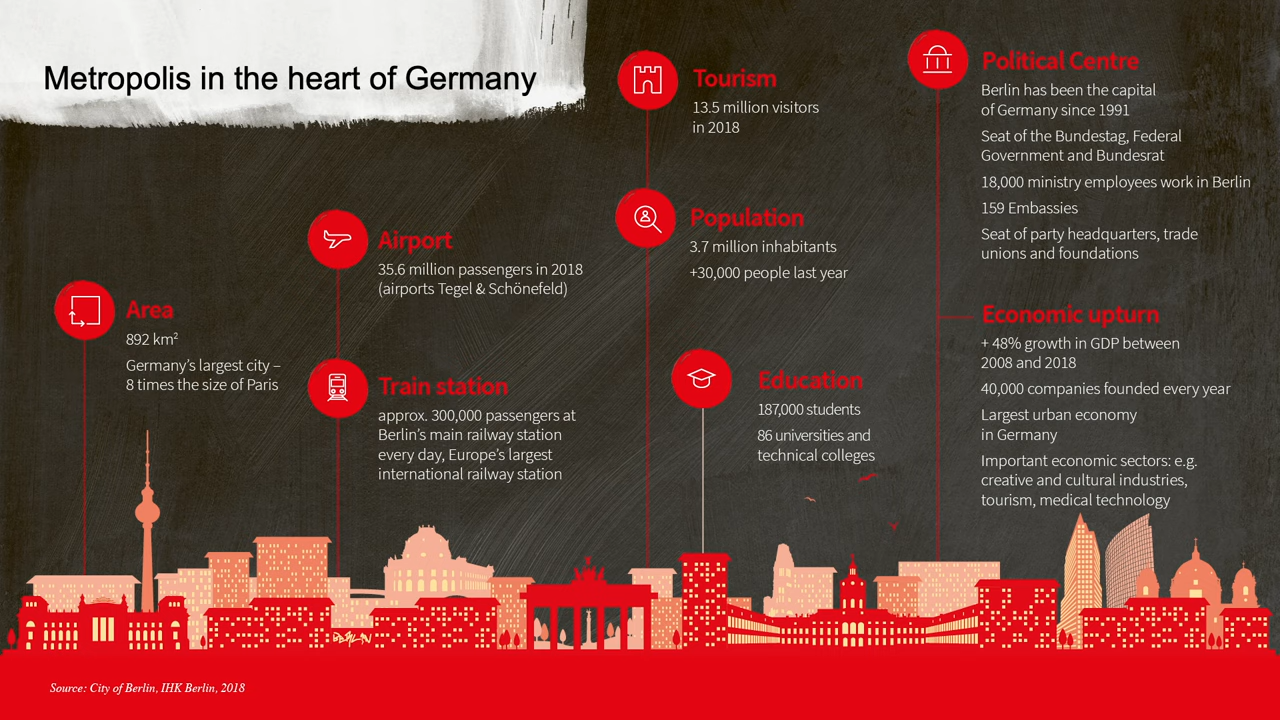 Metropolis in the heart of Germany
Area
892 km²
Germany’s largest city –
8 times the size of Paris
Airport
35.6 million passengers in 2018
(airports Tegel & Schönefeld)
Train station
approx. 300,000 passengers at
Berlin’s main railway station
every day, Europe’s largest
international railway station
Tourism
13.5 million visitors
in 2018
Population
3.7 million inhabitants
+30,000 people last year
Education
187,000 students
86 universities and
technical colleges
Political Centre
Berlin has been the capital
of Germany since 1991
Seat of the Bundestag, Federal
Government and Bundesrat
18,000 ministry employees work in Berlin
159 Embassies
Seat of party headquarters, trade
unions and foundations
Economic upturn
+ 48% growth in GDP between
2008 and 2018
40,000 companies founded every year
Largest urban economy
in Germany
Important economic sectors: e.g.
creative and cultural industries,
tourism, medical technology
Source: City of Berlin, IHK Berlin, 2018